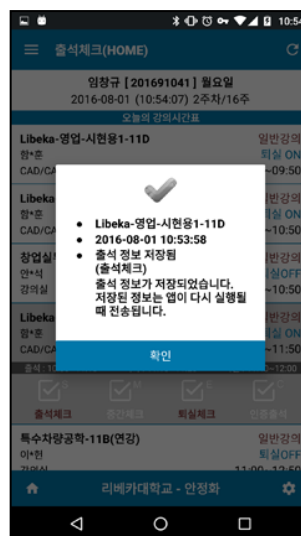 10:54
출석체크(HOME)
임창규 [201691041] 월요일
2016-08-01 (10:54:07) 2주차/16주
오늘의 강의시간표
Libeka-영업-시현용1-11D 일반강의
함*훈 퇴실 ON
CAD/CA ~09:50
Libeka 일반강의
함*훈 퇴실 ON
CAD/CA ~10:50
창업실 일반강의
안*석 퇴실OFF
강의실 ~10:50
Libeka 일반강의
함*훈 퇴실 ON
CAD/CA ~11:50
Libeka-영업-시현용1-11D
2016-08-01 10:53:58
출석 정보 저장됨
(출석체크)
출석 정보가 저장되었습니다.
저장된 정보는 앱이 다시 실행될
때 전송됩니다.
확인
출석체크 중간체크 퇴실체크 인증출석
특수차량공학-11B(연강) 일반강의
이*헌 퇴실OFF
리베카대학교 - 안정화